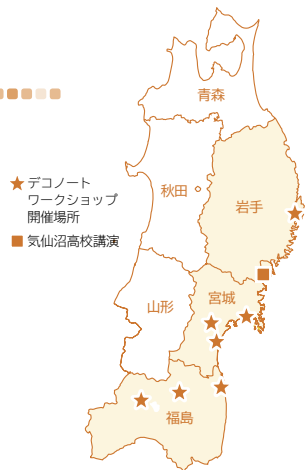 青森
秋田
岩手
山形
宮城
福島
デコノート
ワークショップ
開催場所
気仙沼高校講演